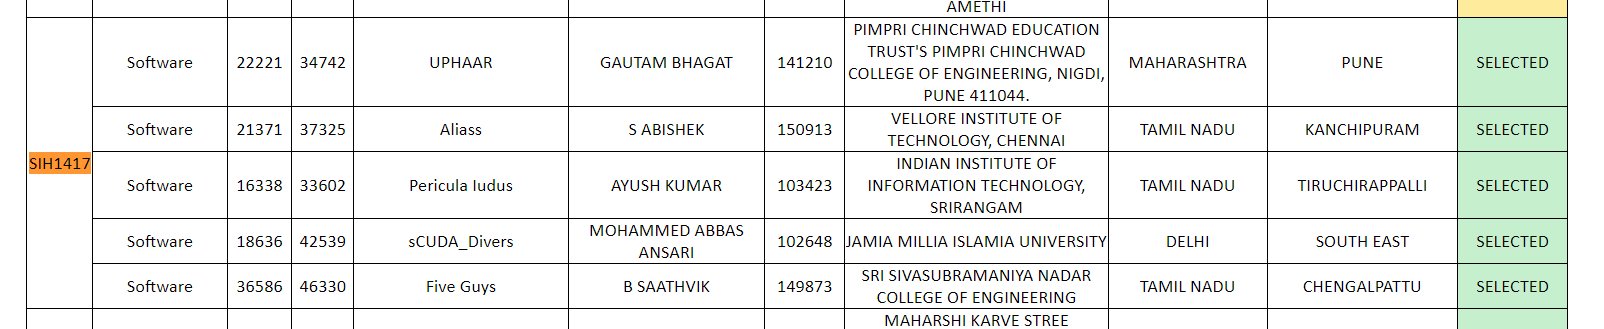 AMETHI
SIH1417
Software 22221 34742 UPHAAR GAUTAM BHAGAT 141210 PIMPRI CHINCHWAD EDUCATION
TRUST'S PIMPRI CHINCHWAD
COLLEGE OF ENGINEERING, NIGDI,
PUNE 411044. MAHARASHTRA PUNE SELECTED
Software 21371 37325 Aliass S ABISHEK 150913 VELLORE INSTITUTE OF
TECHNOLOGY, CHENNAI TAMIL NADU KANCHIPURAM SELECTED
Software 16338 33602 Pericula Iudus AYUSH KUMAR 103423 INDIAN INSTITUTE OF
INFORMATION TECHNOLOGY,
SRIRANGAM TAMIL NADU TIRUCHIRAPPALLI SELECTED
Software 18636 42539 sCUDA_Divers MOHAMMED ABBAS
ANSARI 102648 JAMIA MILLIA ISLAMIA UNIVERSITY DELHI SOUTH EAST SELECTED
Software 36586 46330 Five Guys B SAATHVIK 149873 SRI SIVASUBRAMANIYA NADAR
COLLEGE OF ENGINEERING TAMIL NADU CHENGALPATTU SELECTED
MAHARSHI KARVE STREE